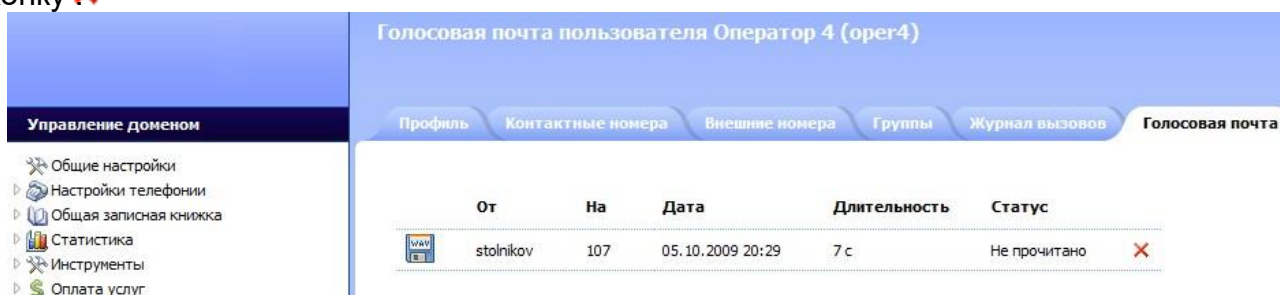 Голосовая почта пользователя Оператор 4 (oper4)
Управление доменом
Профиль Контактные номера Внешние номера Группы Журнал вызовов Голосовая почта
Общие настройки
Настройки телефонии
Общая записная книжка
Статистика
Инструменты
Оплата услуг
От На Дата Длительность Статус
WAV stolnikov 107 05.10.2009 20:29 7 с Не прочитано